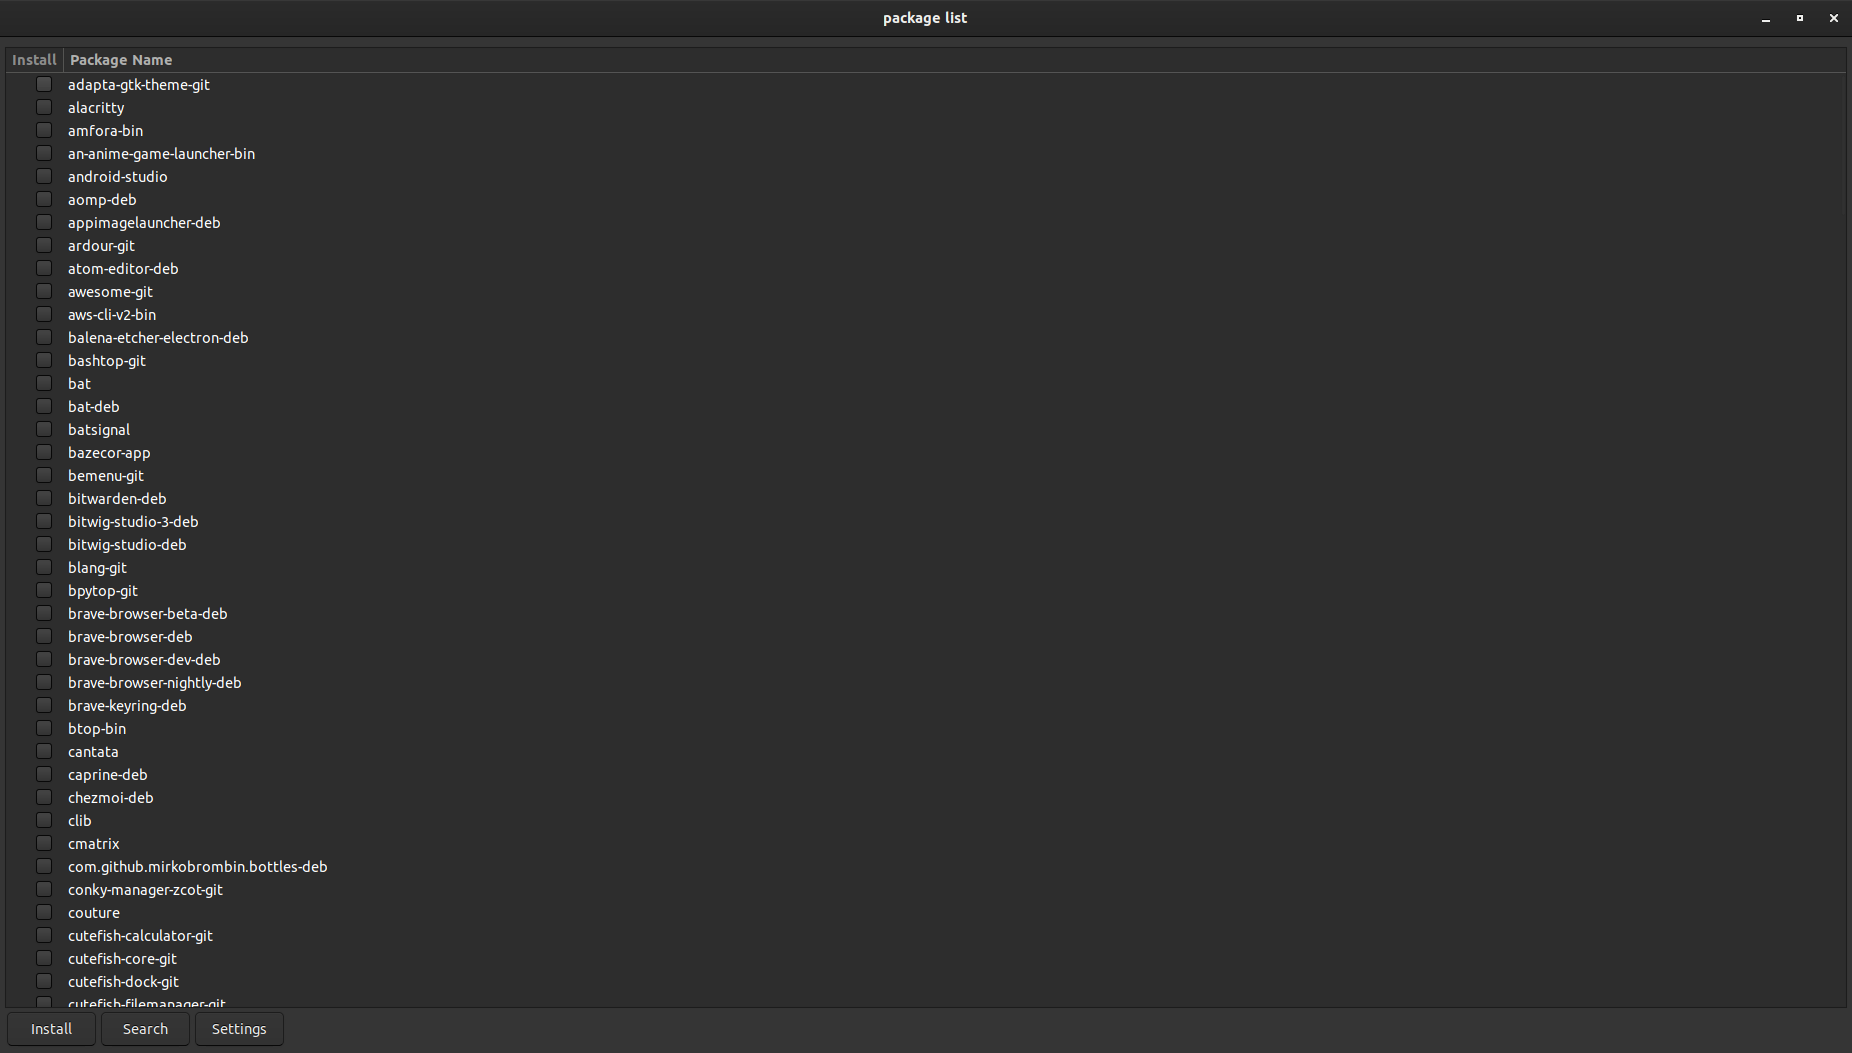 package list
Install Package Name
adapta-gtk-theme-git
alacritty
amfora-bin
an-anime-game-launcher-bin
android-studio
aomp-deb
appimagelauncher-deb
ardour-git
atom-editor-deb
awesome-git
aws-cli-v2-bin
balena-etcher-electron-deb
bashtop-git
bat
bat-deb
batsignal
bazecor-app
bemenu-git
bitwarden-deb
bitwig-studio-3-deb
bitwig-studio-deb
blang-git
bpytop-git
brave-browser-beta-deb
brave-browser-deb
brave-browser-dev-deb
brave-browser-nightly-deb
brave-keyring-deb
btop-bin
cantata
caprine-deb
chezmoi-deb
clib
cmatrix
com.github.mirkobrombin.bottles-deb
conky-manager-zcot-git
couture
cutefish-calculator-git
cutefish-core-git
cutefish-dock-git
cutefish-filemanager-git
Install Search Settings